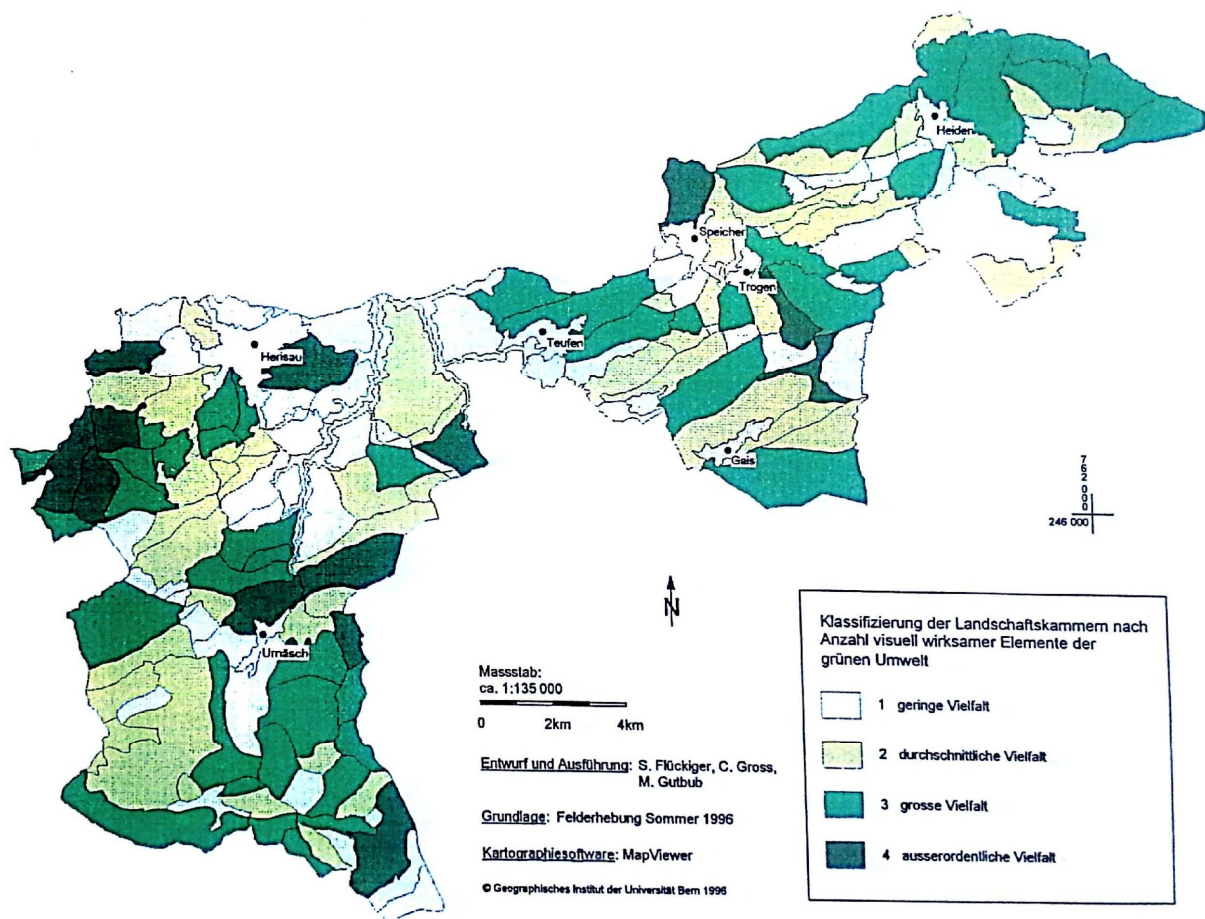 Heiden
Speicher
Trogen
Teufen
Herisau
Gais
Urnäsch
762000
246 000
N
Massstab:
ca. 1:135 000
0 2km 4km
Entwurf und Ausführung: S. Flückiger, C. Gross,
M. Gutbub
Grundlage: Felderhebung Sommer 1996
Kartographiesoftware: MapViewer
© Geographisches Institut der Universität Bern 1996
Klassifizierung der Landschaftskammern nach
Anzahl visuell wirksamer Elemente der
grünen Umwelt
1 geringe Vielfalt
2 durchschnittliche Vielfalt
3 grosse Vielfalt
4 ausserordentliche Vielfalt